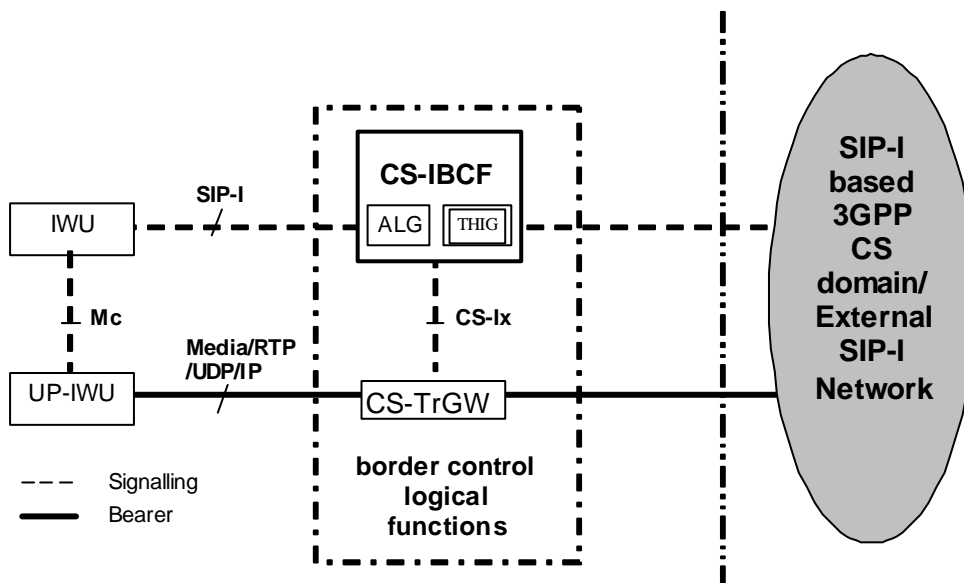 CS-IBCF
ALG
THIG
SIP-I
IWU
Mc
CS-Ix
Media/RTP
/UDP/IP
UP-IWU
CS-TrGW
border control
logical
functions
Signalling
Bearer
SIP-I
based
3GPP
CS
domain/
External
SIP-I
Network